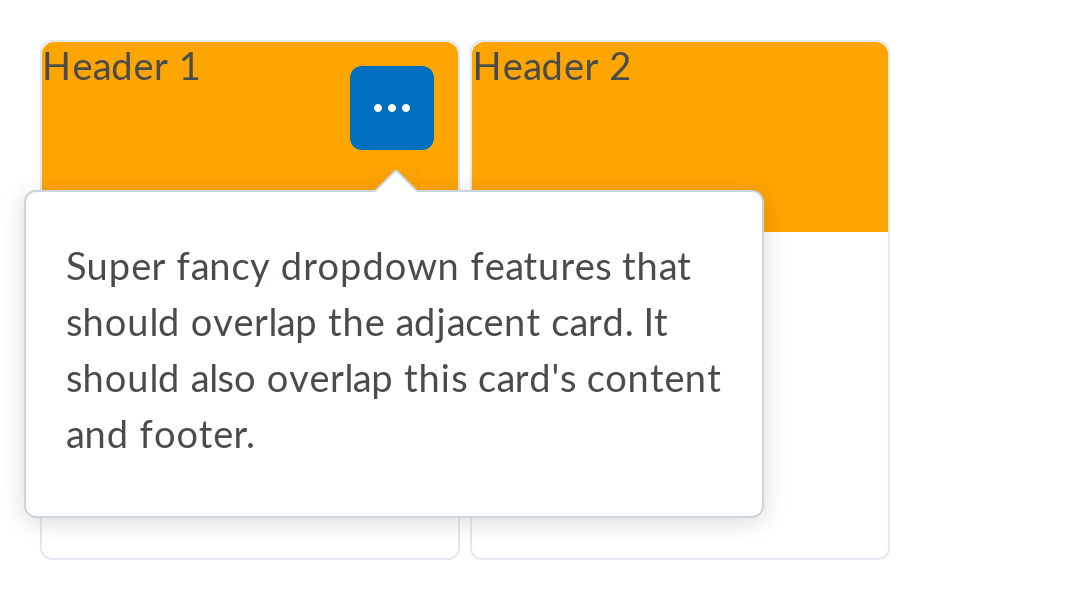 Header 1
Header 2
Super fancy dropdown features that
should overlap the adjacent card. It
should also overlap this card's content
and footer.